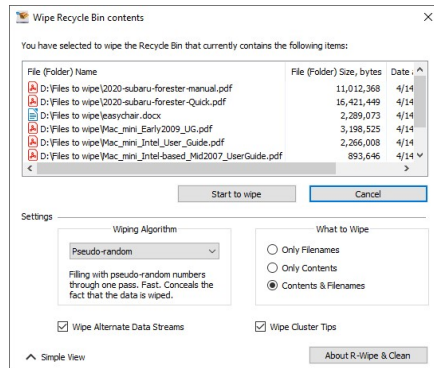 Wipe Recycle Bin contents
You have selected to wipe the Recycle Bin that currently contains the following items:
File (Folder) Name File (Folder) Size, bytes Date
D:\Files to wipe\2020-subaru-forester-manual.pdf 11,012,368 4/14
D:\Files to wipe\2020-subaru-forester-Quick.pdf 16,421,449 4/14
D:\Files to wipe\easychair.docx 2,289,073 4/14
D:\Files to wipe\Mac_mini_Early2009_UG.pdf 3,198,525 4/14
D:\Files to wipe\Mac_mini_Intel_User_Guide.pdf 2,266,008 4/14
D:\Files to wipe\Mac_mini_Intel-based_Mid2007_UserGuide.pdf 893,646 4/14
Start to wipe Cancel
Settings
Wiping Algorithm What to Wipe
Pseudo-random
Only Filenames
Only Contents
Contents & Filenames
Filling with pseudo-random numbers
through one pass. Fast. Conceals the
fact that the data is wiped.
Wipe Alternate Data Streams Wipe Cluster Tips
Simple View About R-Wipe & Clean